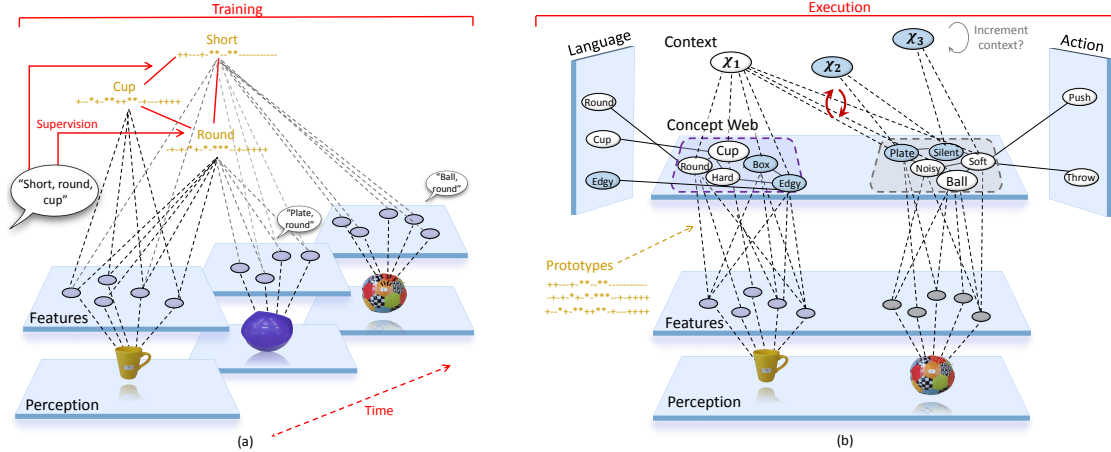 Training
Short
++---+-**--**-------------
Cup
+--*-**++**--+---++++
Supervision
Round
"Short, round,
cup"
"Ball,
round"
"Plate,
round"
Features
Perception
Time
(a)
Execution
Language
Context
χ1
χ2
χ3
Increment
context?
Action
Round
Cup
Edgy
Concept Web
Cup
Round
Hard
Box
Edgy
Plate
Silent
Noisy
Soft
Ball
Push
Throw
Prototypes
Features
Perception
(b)